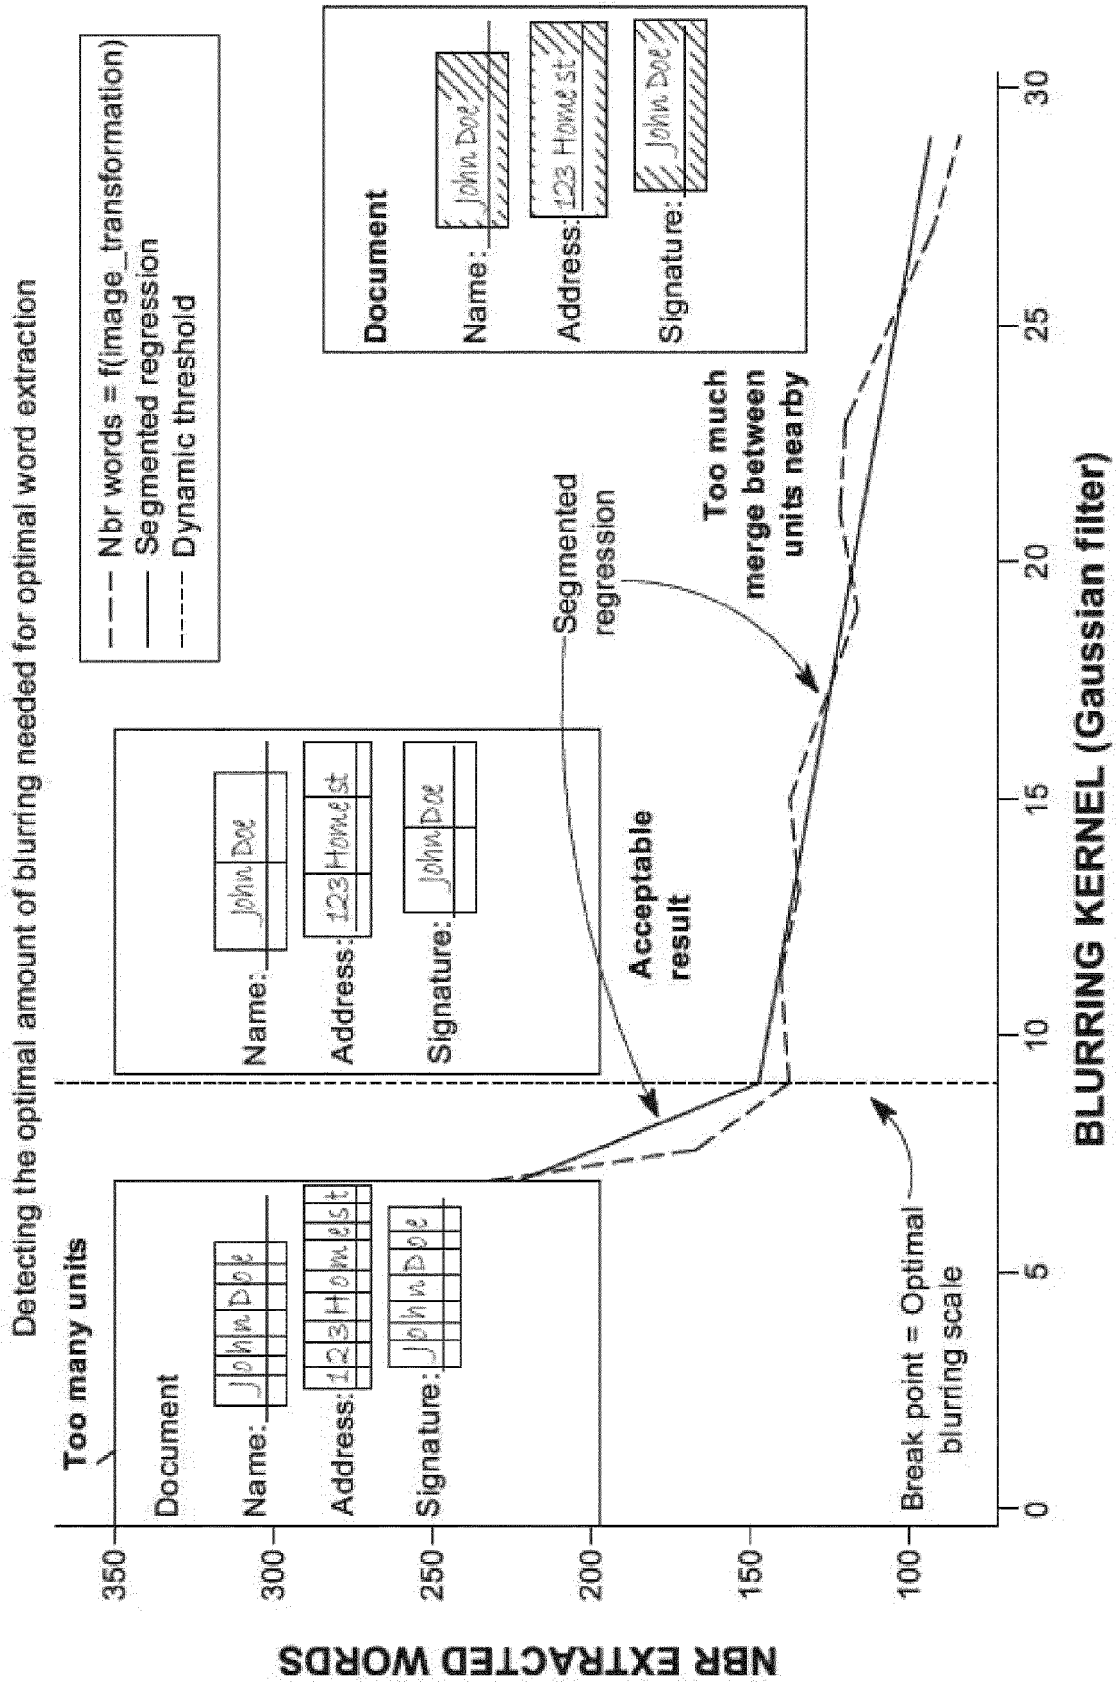 Detecting the optimal amount of blurring needed for optimal word extraction
Too many units
Document
Name: John Doe
Address: 123 Home st
Signature: John Doe
Name: John Doe
Address: 123 Home st
Signature: John Doe
Acceptable
result
Nbr words = f(image_transformation)
Segmented regression
Dynamic threshold
Document
Name: John Doe
Address: 123 Home st
Signature: John Doe
Segmented
regression
Too much
merge between
units nearby
Break point = Optimal
blurring scale
350
300
250
200
150
100
NBR EXTRACTED WORDS
0 5 10 15 20 25 30
BLURRING KERNEL (Gaussian filter)